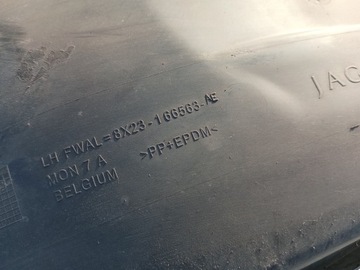 LH FWAL=8X23-166563-AE
MON 7 A
>PP+EPDM<
BELGIUM
JAG